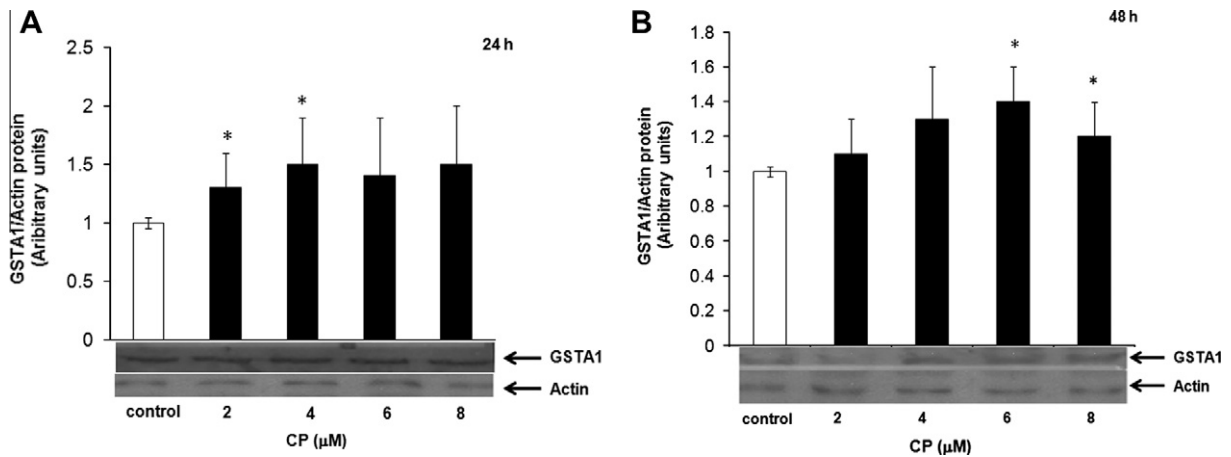 A
24 h
GSTA1/Actin protein
(Aribitrary units)
2.5
2
1.5
1
0.5
0
*
*
GSTA1
Actin
control 2 4 6 8
CP (µM)
B
48 h
GSTA1/Actin protein
(Aribitrary units)
1.8
1.6
1.4
1.2
1
0.8
0.6
0.4
0.2
0
*
*
GSTA1
Actin
control 2 4 6 8
CP (µM)